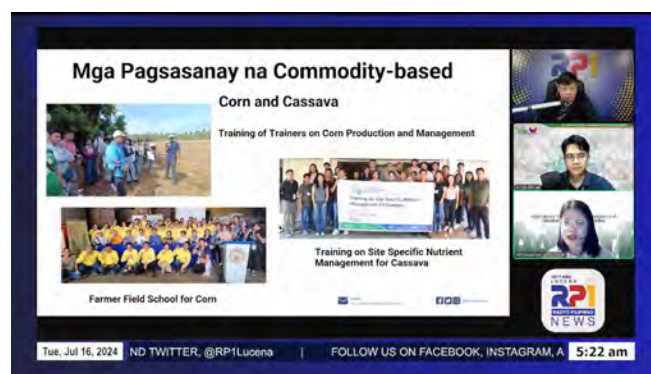 Mga Pagsasanay na Commodity-based
Corn and Cassava
Training of Trainers on Corn Production and Management
Training on Site Specific Nutrient
Management for Cassava
Farmer Field School for Corn
RP1
LUCENA
RP1
RADYO PILIPINAS
NEWS
Tue, Jul 16, 2024
ND TWITTER, @RP1Lucena | FOLLOW US ON FACEBOOK, INSTAGRAM, A
5:22 am